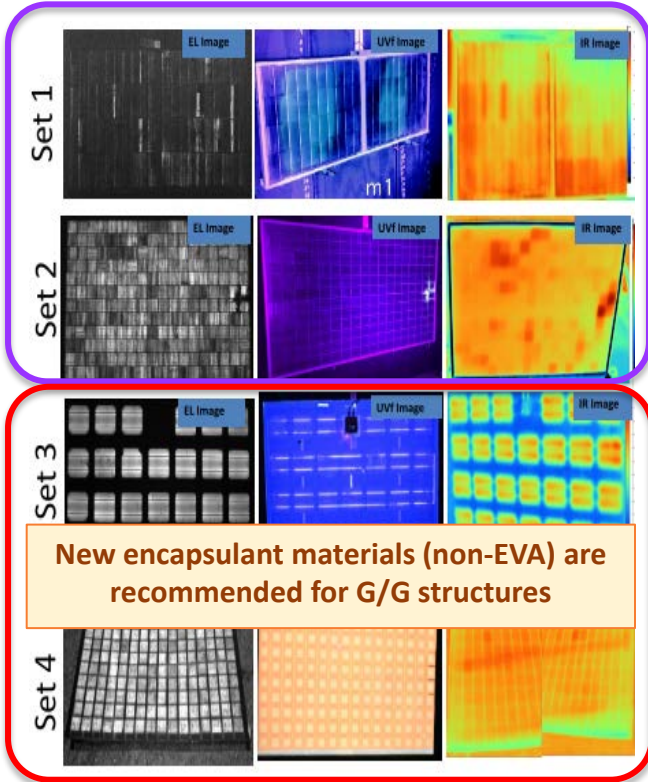 Set 1
EL Image
UVf Image
IR Image
m1
Set 2
EL Image
UVf Image
IR Image
Set 3
EL Image
UVf Image
IR Image
New encapsulant materials (non-EVA) are
recommended for G/G structures
Set 4